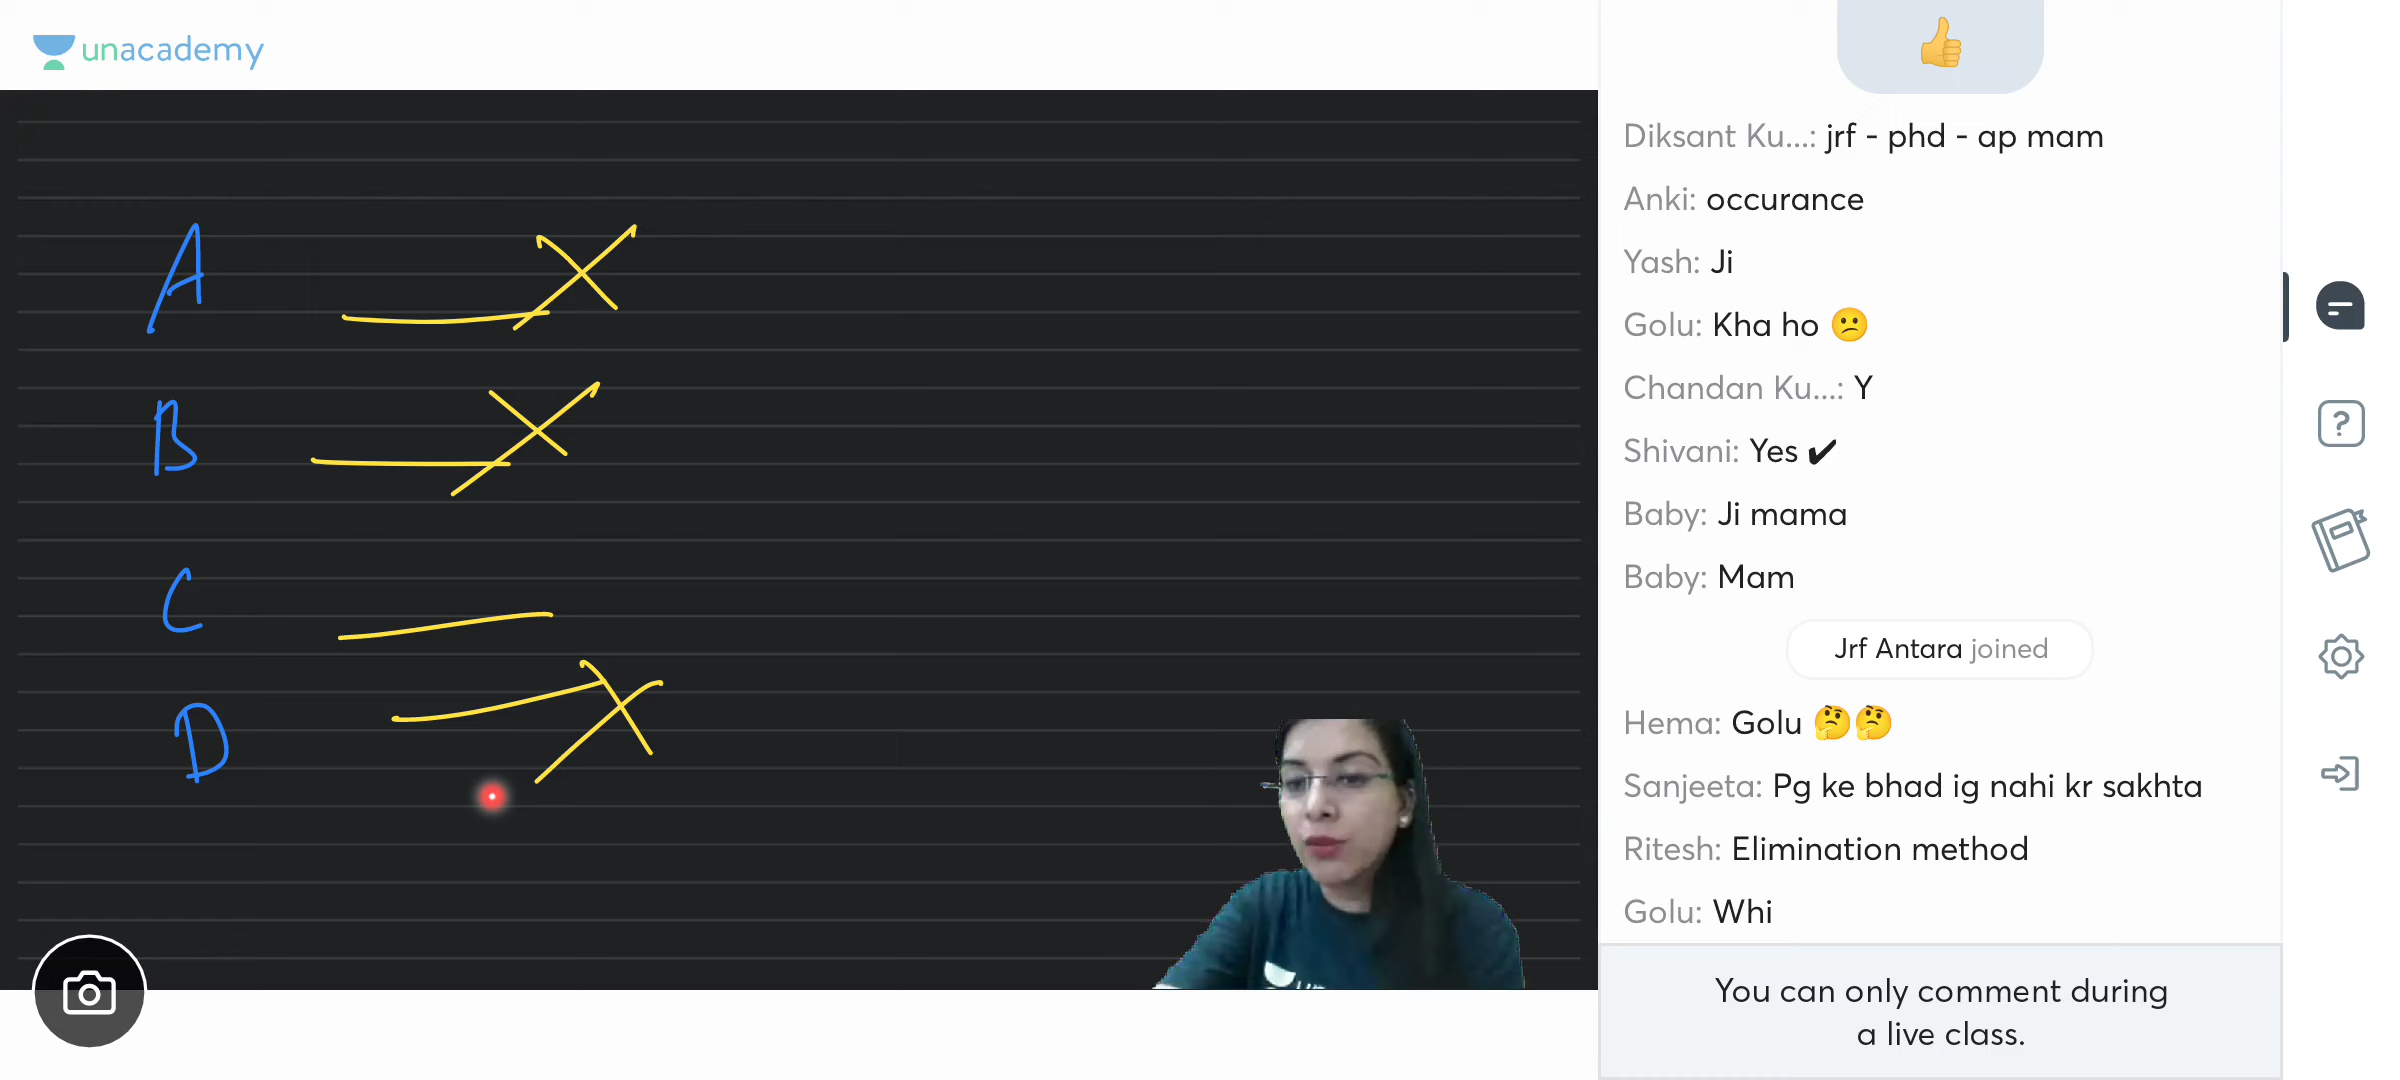 unacademy
A
B
C
D
Diksant Ku...: jrf - phd - ap mam
Anki: occurance
Yash: Ji
Golu: Kha ho 😕
Chandan Ku...: Y
Shivani: Yes ✔
Baby: Ji mama
Baby: Mam
Jrf Antara joined
Hema: Golu 🤔🤔
Sanjeeta: Pg ke bhad ig nahi kr sakhta
Ritesh: Elimination method
Golu: Whi
You can only comment during
a live class.